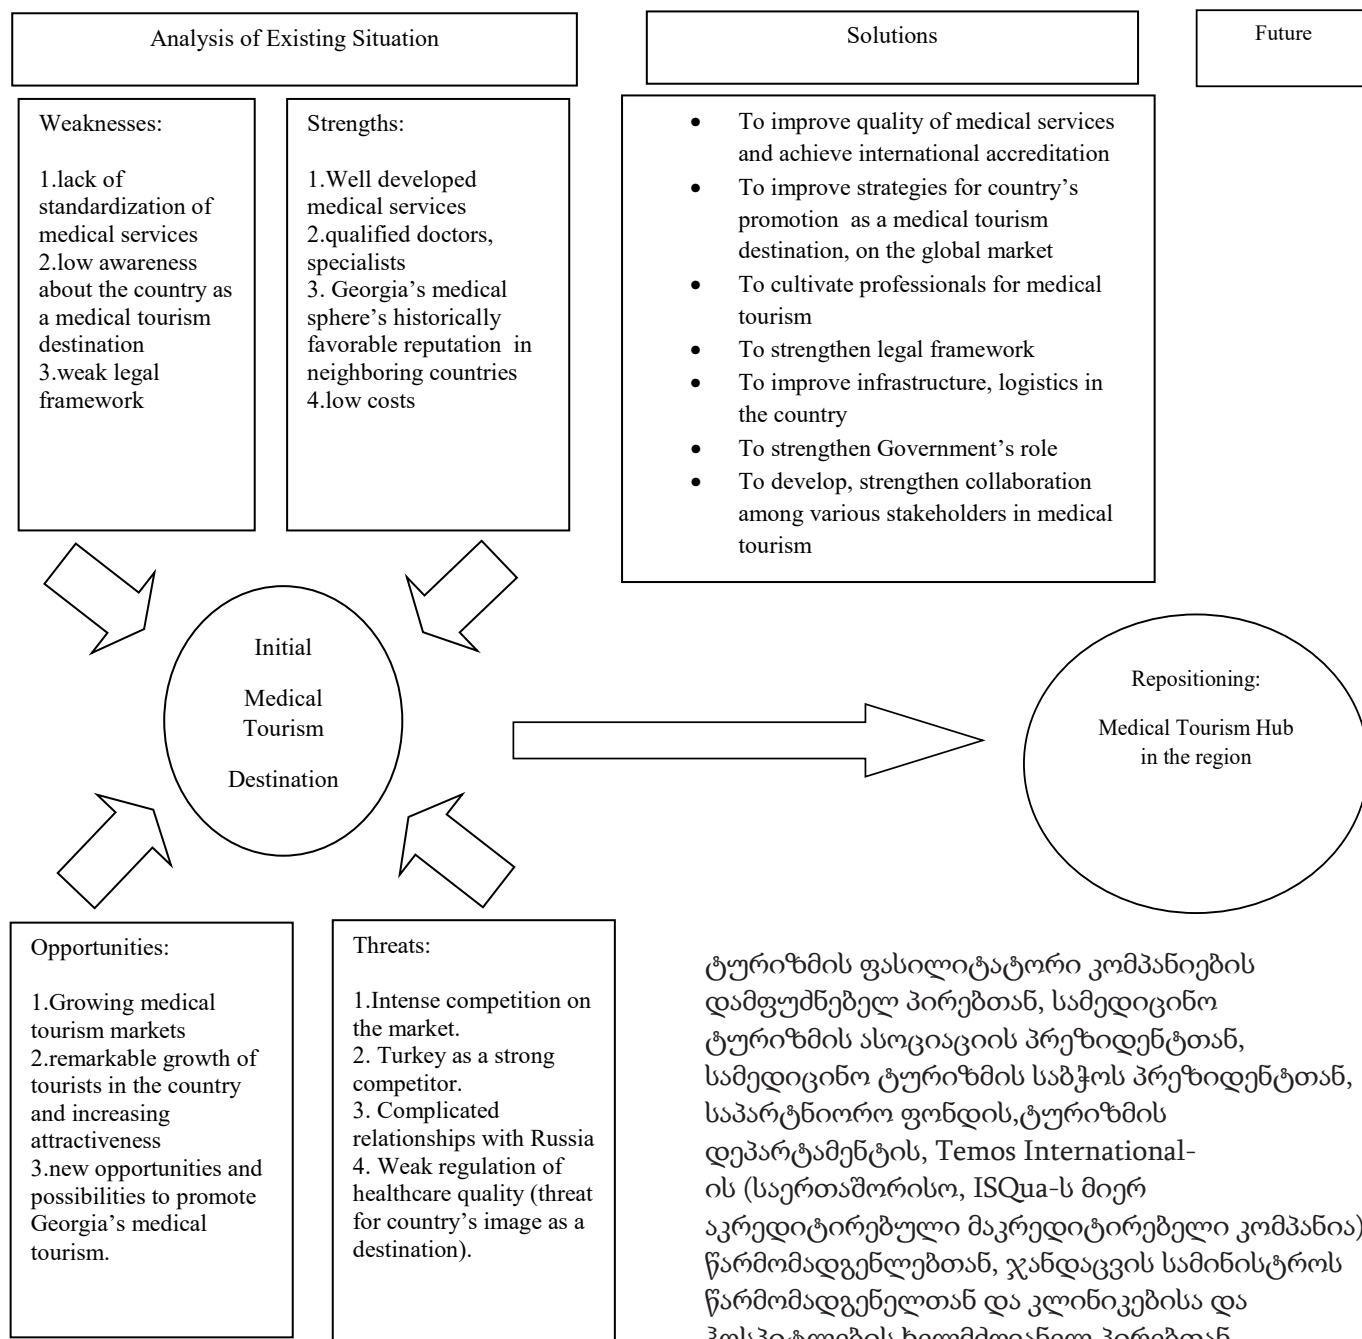 Analysis of Existing Situation
Solutions
Future
Weaknesses:
1.lack of
standardization of
medical services
2.low awareness
about the country as
a medical tourism
destination
3.weak legal
framework
Strengths:
1.Well developed
medical services
2.qualified doctors,
specialists
3. Georgia’s medical
sphere’s historically
favorable reputation in
neighboring countries
4.low costs
• To improve quality of medical services
and achieve international accreditation
• To improve strategies for country’s
promotion as a medical tourism
destination, on the global market
• To cultivate professionals for medical
tourism
• To strengthen legal framework
• To improve infrastructure, logistics in
the country
• To strengthen Government’s role
• To develop, strengthen collaboration
among various stakeholders in medical
tourism
Initial
Medical
Tourism
Destination
Repositioning:
Medical Tourism Hub
in the region
Opportunities:
1.Growing medical
tourism markets
2.remarkable growth of
tourists in the country
and increasing
attractiveness
3.new opportunities and
possibilities to promote
Georgia’s medical
tourism.
Threats:
1.Intense competition on
the market.
2. Turkey as a strong
competitor.
3. Complicated
relationships with Russia
4. Weak regulation of
healthcare quality (threat
for country’s image as a
destination).
ტურიზმის ფასილიტატორი კომპანიების
დამფუძნებელ პირებთან, სამედიცინო
ტურიზმის ასოციაციის პრეზიდენტთან,
სამედიცინო ტურიზმის საბჭოს პრეზიდენტთან,
საპარტნიორო ფონდის,ტურიზმის
დეპარტამენტის, Temos International-
ის (საერთაშორისო, ISQua-ს მიერ
აკრედიტირებული მაკრედიტირებელი კომპანია)
წარმომადგენლებთან, ჯანდაცვის სამინისტროს
წარმომადგენელთან და კლინიკებისა და
ჰოსპიტლების ხელმძღვანელ პირებთან